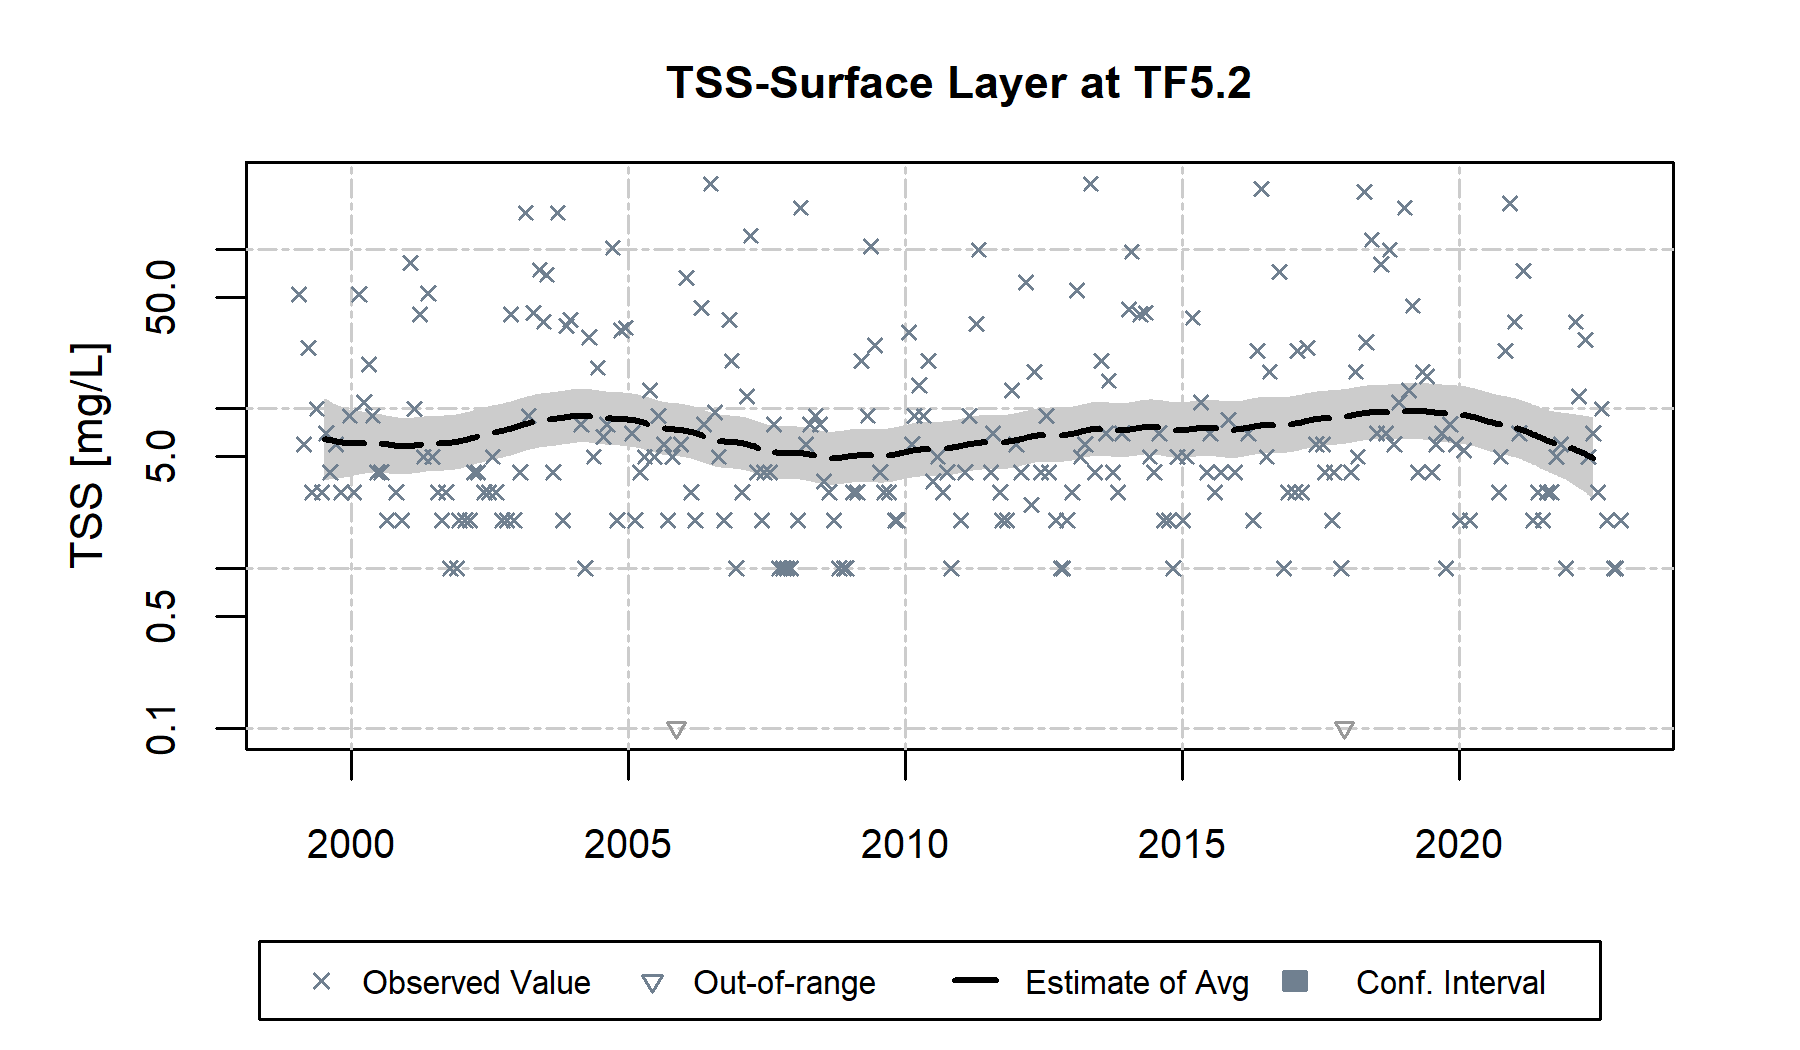 TSS-Surface Layer at TF5.2
TSS [mg/L]
50.0
5.0
0.5
0.1
2000 2005 2010 2015 2020
Observed Value Out-of-range Estimate of Avg Conf. Interval